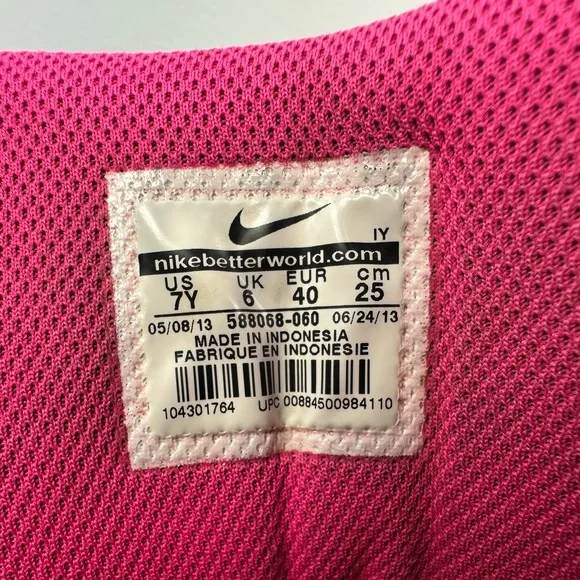 IY
nikebetterworld.com
US UK EUR cm
7Y 6 40 25
05/08/13 588068-060 06/24/13
MADE IN INDONESIA
FABRIQUE EN INDONESIE
104301764 UPC 00884500984110